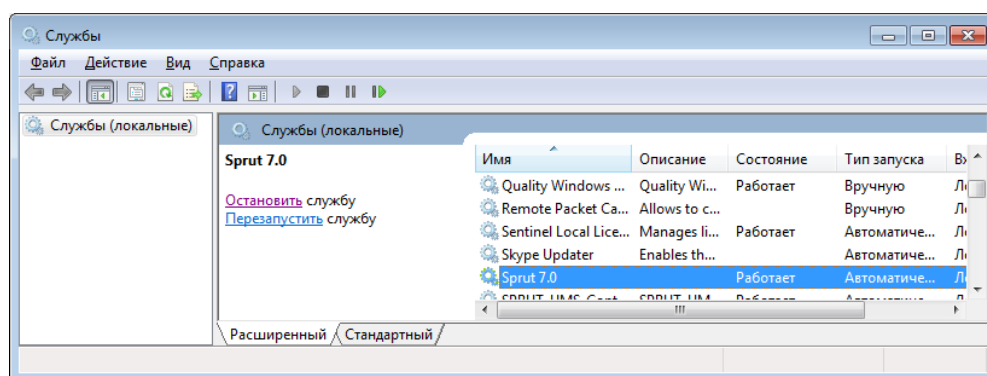 Службы
Файл Действие Вид Справка
Службы (локальные)
Службы (локальные)
Sprut 7.0
Остановить службу
Перезапустить службу
Имя Описание Состояние Тип запуска
Quality Windows ... Quality Wi... Работает Вручную
Remote Packet Ca... Allows to c... Вручную
Sentinel Local Lice... Manages li... Работает Автоматиче...
Skype Updater Enables th... Автоматиче...
Sprut 7.0 Работает Автоматиче...
Расширенный Стандартный